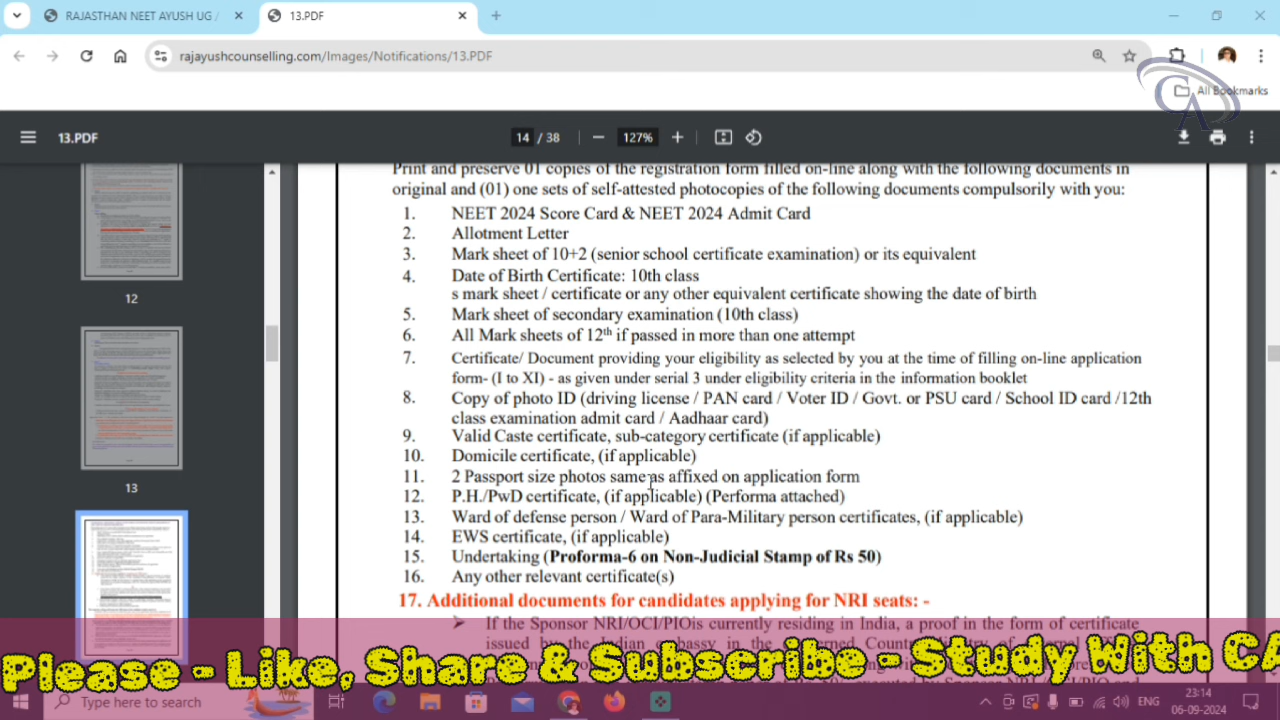 RAJASTHAN NEET AYUSH UG /
13.PDF
rajayushcounselling.com/Images/Notifications/13.PDF
All Bookmarks
CA
13.PDF
14 / 38
127%
Print and preserve 01 copies of the registration form filled on-line along with the following documents in
original and (01) one sets of self-attested photocopies of the following documents compulsorily with you:
1. NEET 2024 Score Card & NEET 2024 Admit Card
2. Allotment Letter
3. Mark sheet of 10+2 (senior school certificate examination) or its equivalent
4. Date of Birth Certificate: 10th class
s mark sheet / certificate or any other equivalent certificate showing the date of birth
5. Mark sheet of secondary examination (10th class)
6. All Mark sheets of 12th if passed in more than one attempt
7. Certificate/ Document providing your eligibility as selected by you at the time of filling on-line application
form- (I to XI) - as given under serial 3 under eligibility criteria in the information booklet
8. Copy of photo ID (driving license / PAN card / Voter ID / Govt. or PSU card / School ID card /12th
class examination admit card / Aadhaar card)
9. Valid Caste certificate, sub-category certificate (if applicable)
10. Domicile certificate, (if applicable)
11. 2 Passport size photos same as affixed on application form
12. P.H./PwD certificate, (if applicable) (Performa attached)
13. Ward of defense person / Ward of Para-Military person certificates, (if applicable)
14. EWS certificate, (if applicable)
15. Undertaking (Proforma-6 on Non-Judicial Stamp of Rs 50)
16. Any other relevant certificate(s)
17. Additional documents for candidates applying for NRI seats: -
If the Sponsor NRI/OCI/PIOis currently residing in India, a proof in the form of certificate
issued by the Indian embassy in the
12
13
Please - Like, Share & Subscribe - Study With CA
Type here to search
ENG
23:14
06-09-2024